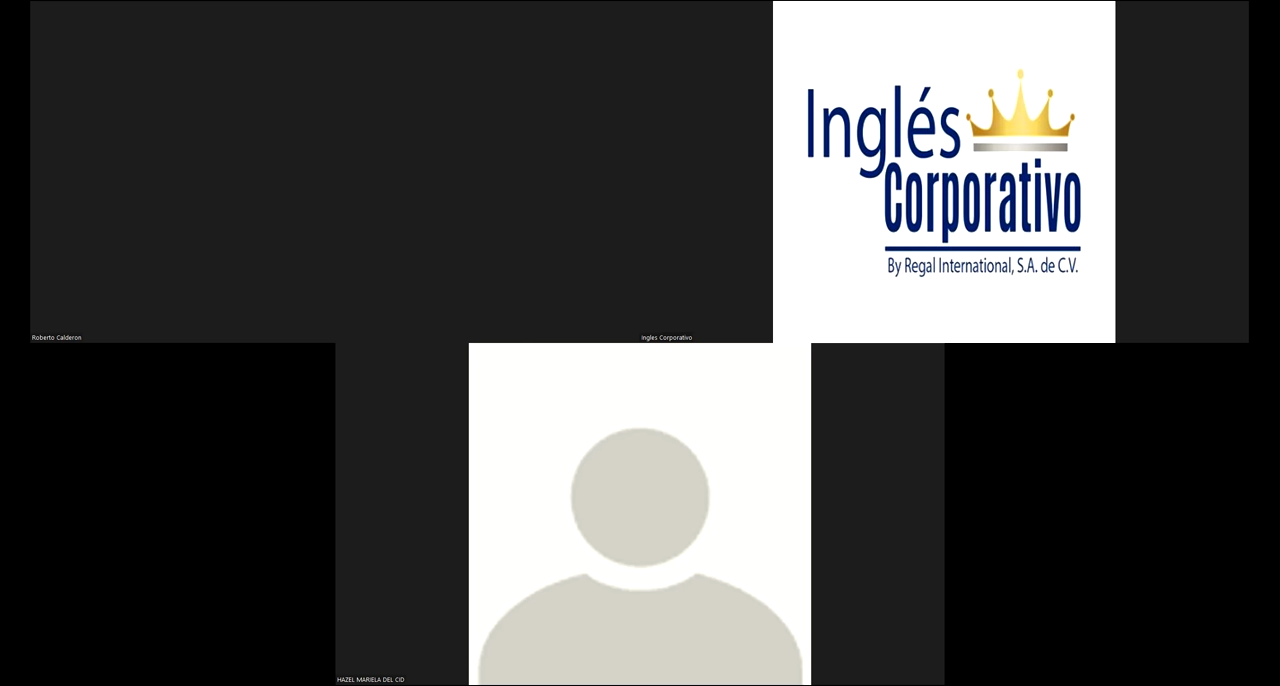 Inglés
Corporativo
By Regal International, S.A. de C.V.
Roberto Calderon
Ingles Corporativo
HAZEL MARIELA DEL CID